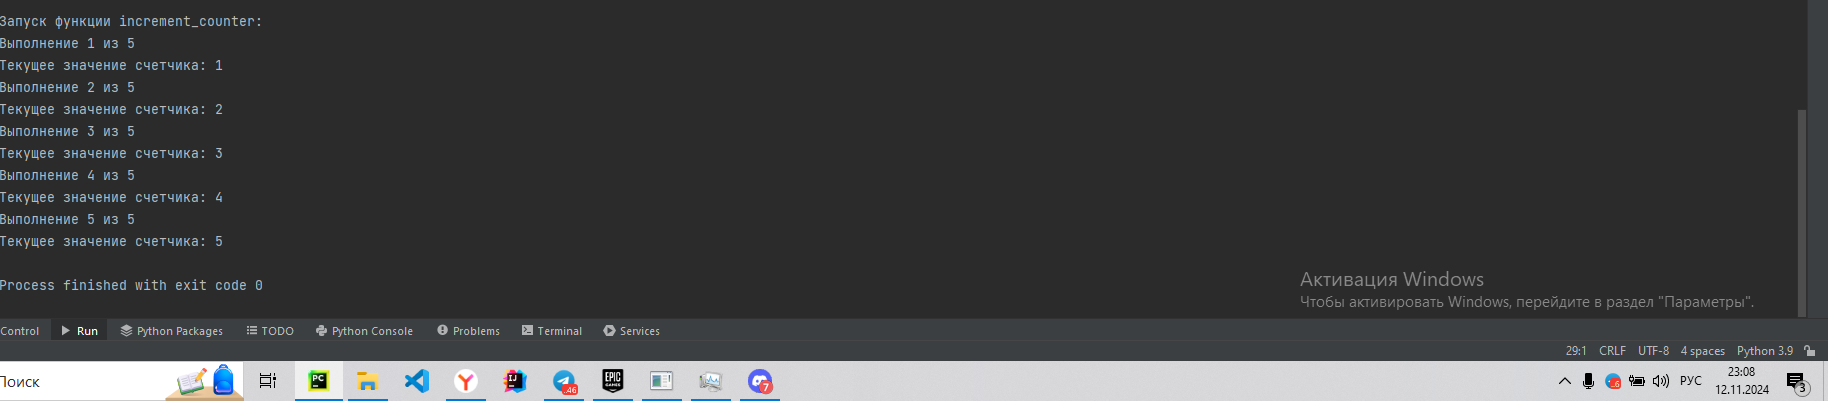 Запуск функции increment_counter:
Выполнение 1 из 5
Текущее значение счетчика: 1
Выполнение 2 из 5
Текущее значение счетчика: 2
Выполнение 3 из 5
Текущее значение счетчика: 3
Выполнение 4 из 5
Текущее значение счетчика: 4
Выполнение 5 из 5
Текущее значение счетчика: 5
Process finished with exit code 0
Активация Windows
Чтобы активировать Windows, перейдите в раздел "Параметры".
Control Run Python Packages TODO Python Console Problems Terminal Services
29:1 CRLF UTF-8 4 spaces Python 3.9
Поиск PC Y IJ 46 EPIC GAMES 7 РУС 23:08
12.11.2024 3